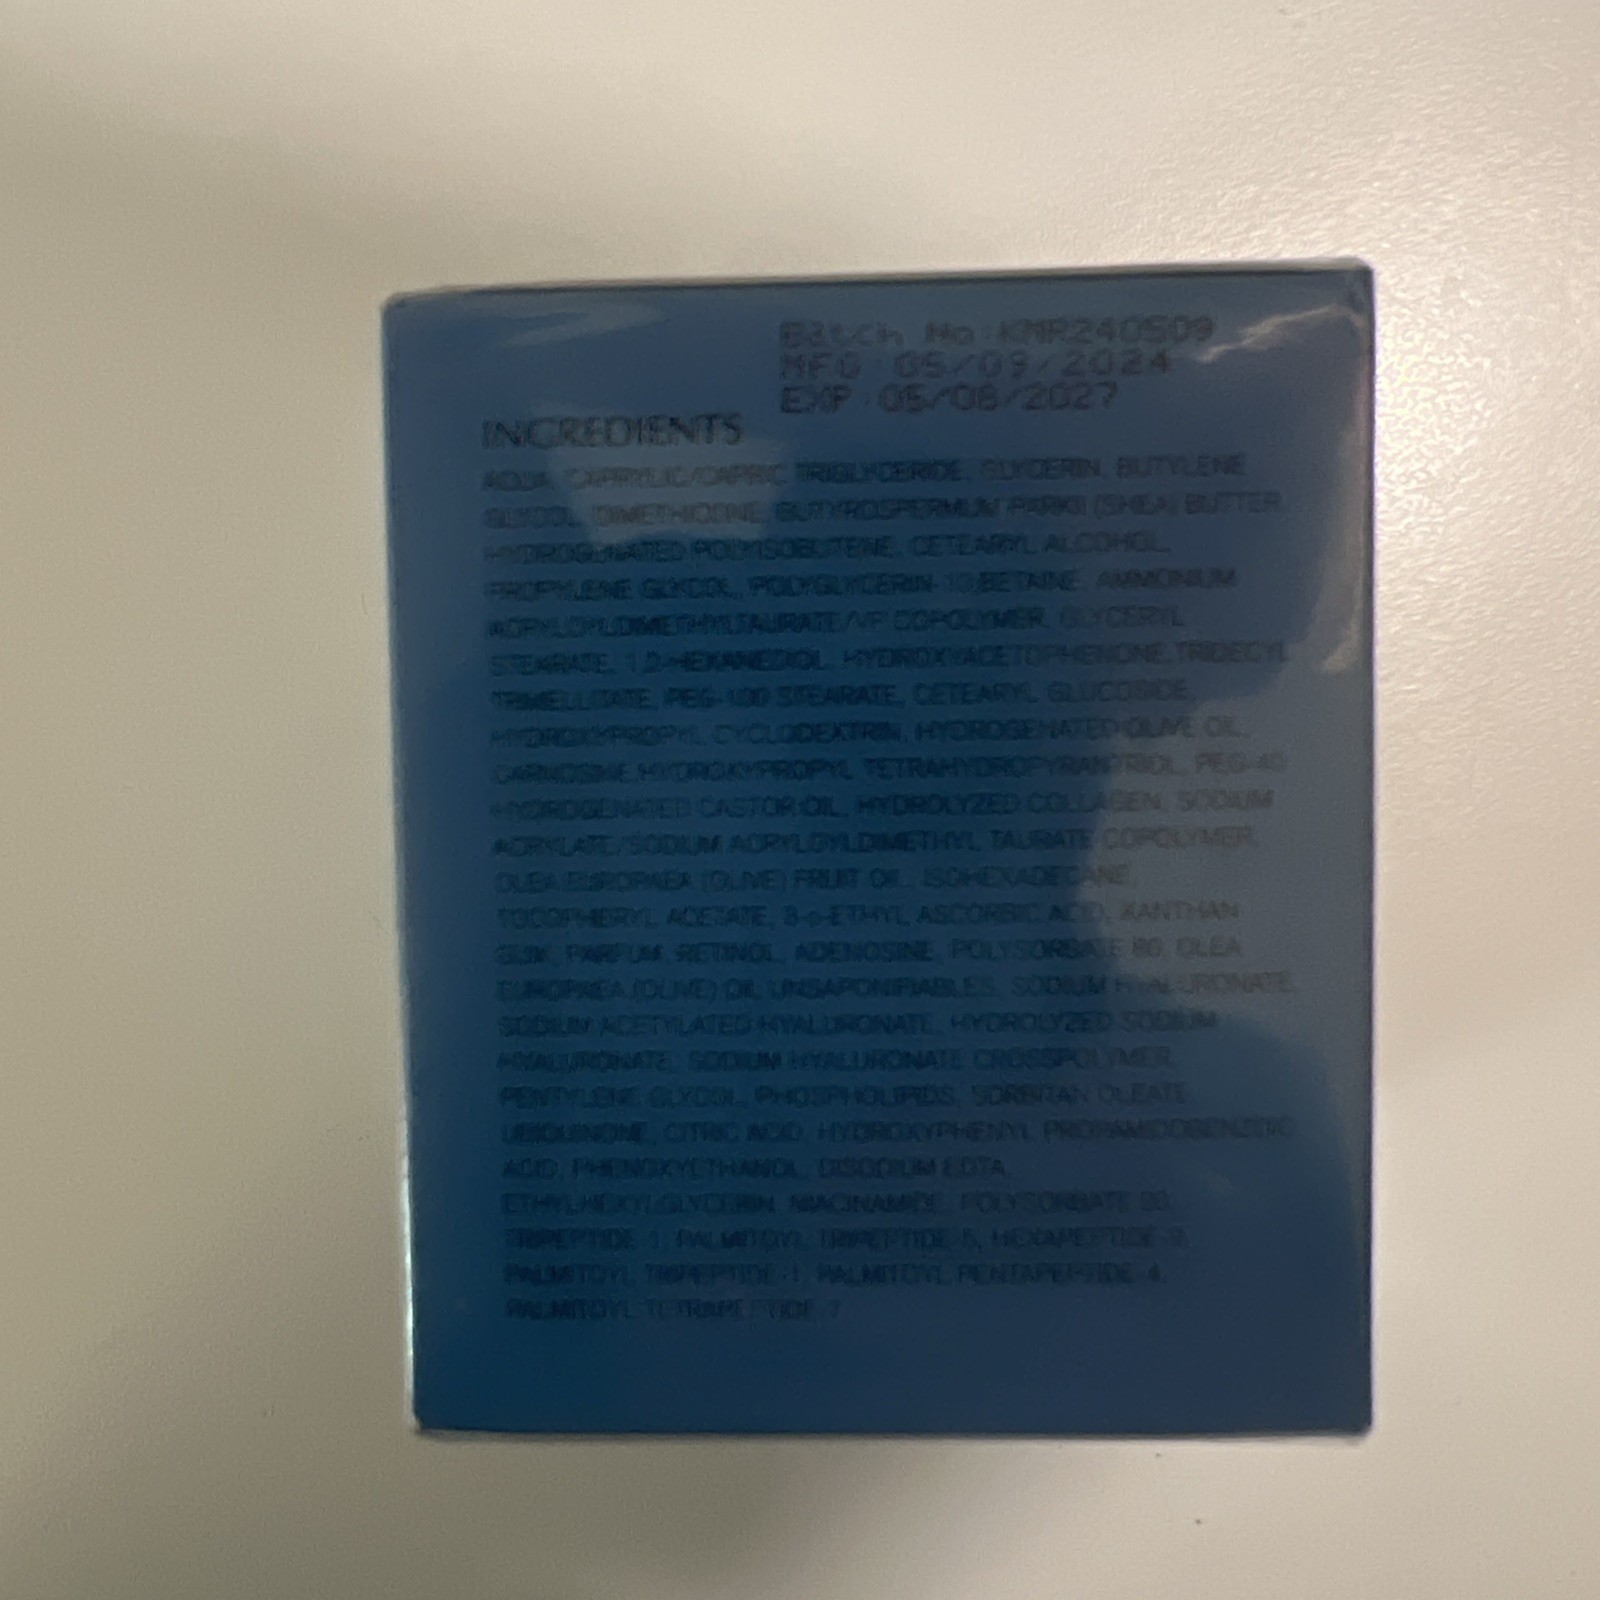 Batch No:KMR240509
MFG:05/09/2024
EXP:05/08/2027
INGREDIENTS
AQUA, CAPRYLIC/CAPRIC TRIGLYCERIDE, GLYCERIN, BUTYLENE
GLYCOL, DIMETHICONE, BUTYROSPERMUM PARKII (SHEA) BUTTER,
HYDROGENATED POLYISOBUTENE, CETEARYL ALCOHOL,
PROPYLENE GLYCOL, POLYGLYCERIN-10,BETAINE, AMMONIUM
ACRYLOYLDIMETHYLTAURATE/VP COPOLYMER, GLYCERYL
STEARATE, 1,2-HEXANEDIOL, HYDROXYACETOPHENONE,TRIDECYL
TRIMELLITATE, PEG-100 STEARATE, CETEARYL GLUCOSIDE,
HYDROXYPROPYL CYCLODEXTRIN, HYDROGENATED OLIVE OIL,
CARNOSINE,HYDROXYPROPYL TETRAHYDROPYRANTRIOL, PEG-40
HYDROGENATED CASTOR OIL, HYDROLYZED COLLAGEN, SODIUM
ACRYLATE/SODIUM ACRYLOYLDIMETHYL TAURATE COPOLYMER,
OLEA EUROPAEA (OLIVE) FRUIT OIL, ISOHEXADECANE,
TOCOPHERYL ACETATE, 3-o-ETHYL ASCORBIC ACID, XANTHAN
GUM, PARFUM, RETINOL, ADENOSINE, POLYSORBATE 80, OLEA
EUROPAEA (OLIVE) OIL UNSAPONIFIABLES, SODIUM HYALURONATE,
SODIUM ACETYLATED HYALURONATE, HYDROLYZED SODIUM
HYALURONATE, SODIUM HYALURONATE CROSSPOLYMER,
PENTYLENE GLYCOL, PHOSPHOLIPIDS, SORBITAN OLEATE,
UBIQUINONE, CITRIC ACID, HYDROXYPHENYL PROPAMIDOBENZOIC
ACID, PHENOXYETHANOL, DISODIUM EDTA,
ETHYLHEXYLGLYCERIN, NIACINAMIDE, POLYSORBATE 20,
TRIPEPTIDE-1, PALMITOYL TRIPEPTIDE-5, HEXAPEPTIDE-9,
PALMITOYL TRIPEPTIDE-1, PALMITOYL PENTAPEPTIDE-4,
PALMITOYL TETRAPEPTIDE-7